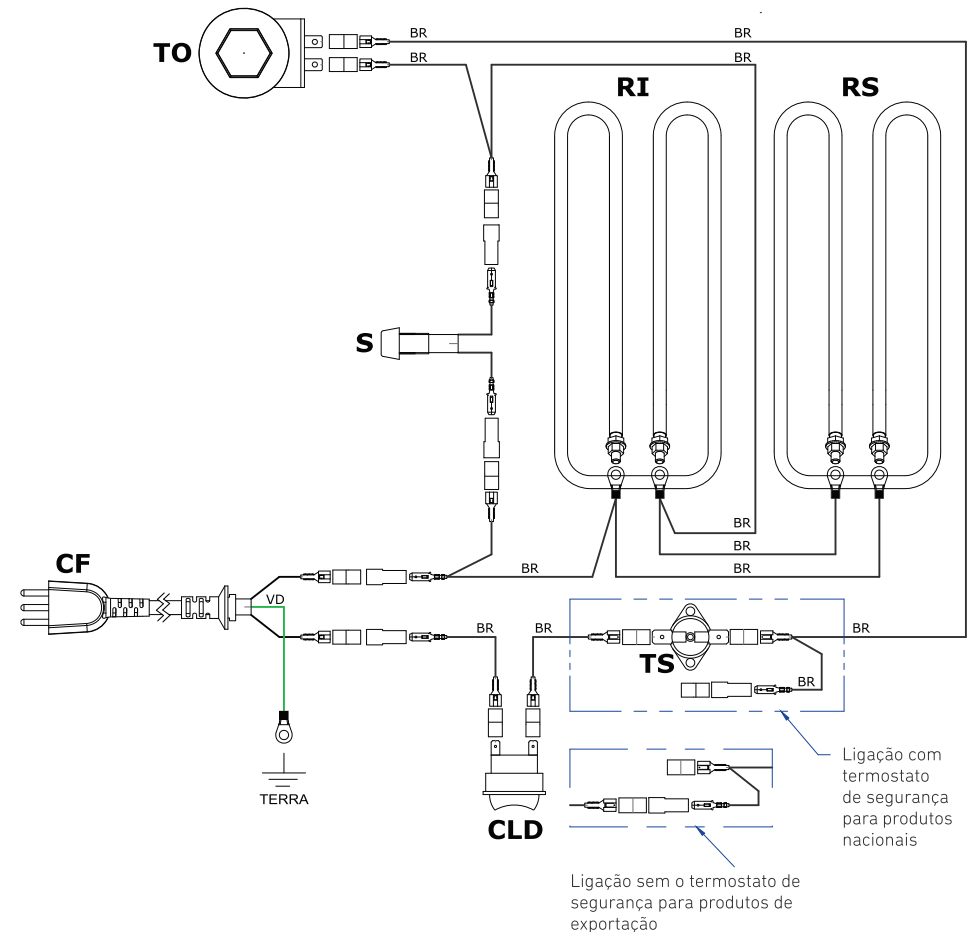 BR
BR
TO
BR
BR
RI
RS
S
BR
BR
BR
BR
CF
VD
BR
BR
BR
TS
BR
TERRA
CLD
Ligação com
termostato
de segurança
para produtos
nacionais
Ligação sem o termostato de
segurança para produtos de
exportação